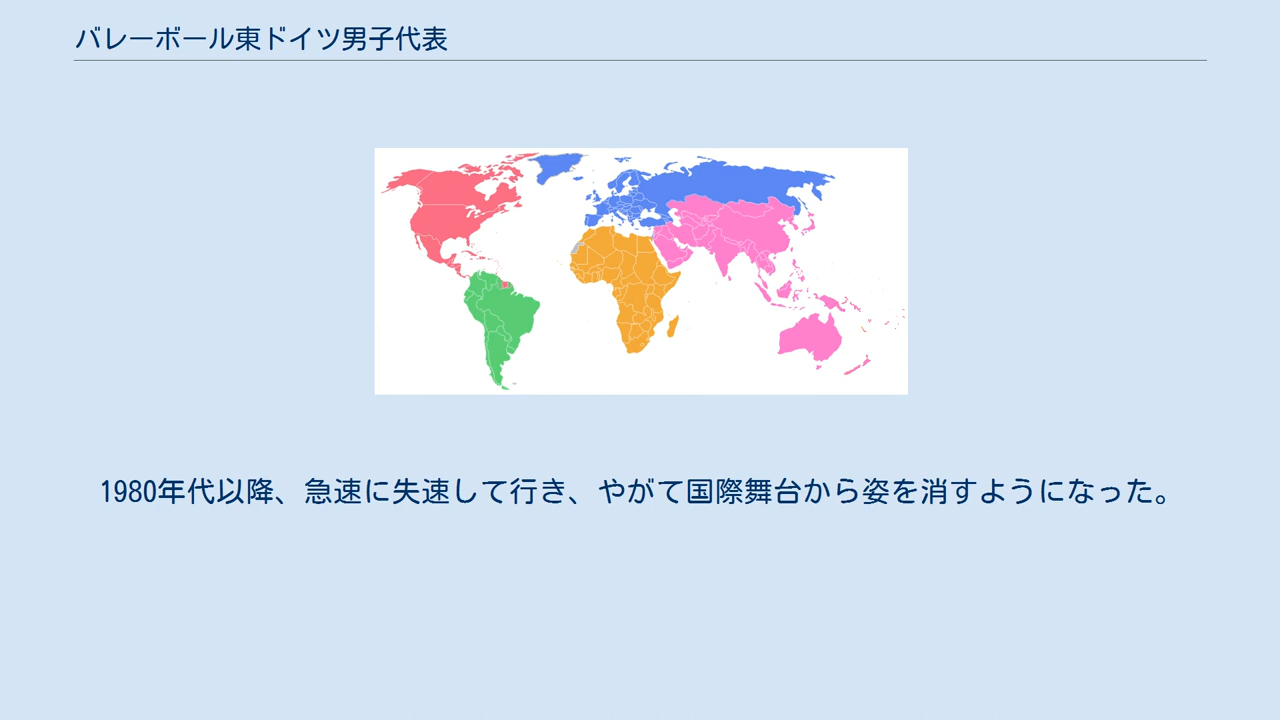 バレーボール東ドイツ男子代表
1980年代以降、急速に失速して行き、やがて国際舞台から姿を消すようになった。